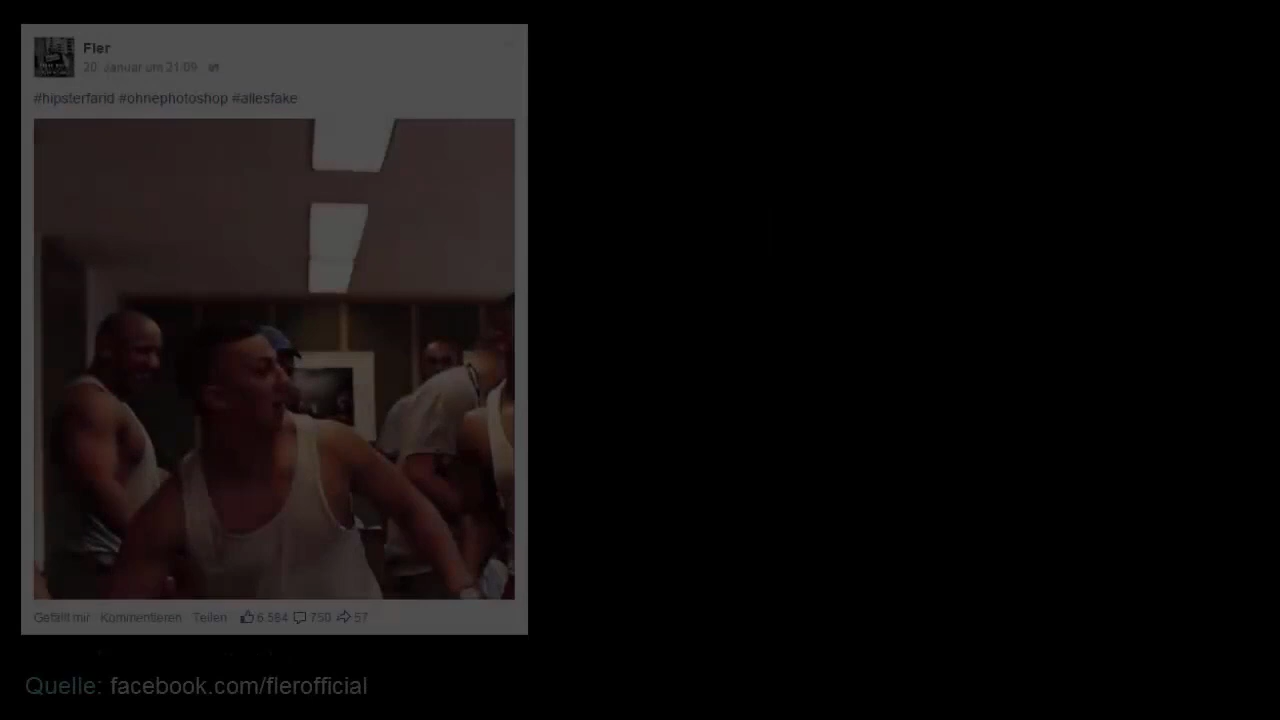 Fler
20. Januar um 21:09
#hipsterfarid #ohnephotoshop #allesfake
Gefällt mir Kommentieren Teilen 6.584 750 57
Quelle: facebook.com/flerofficial